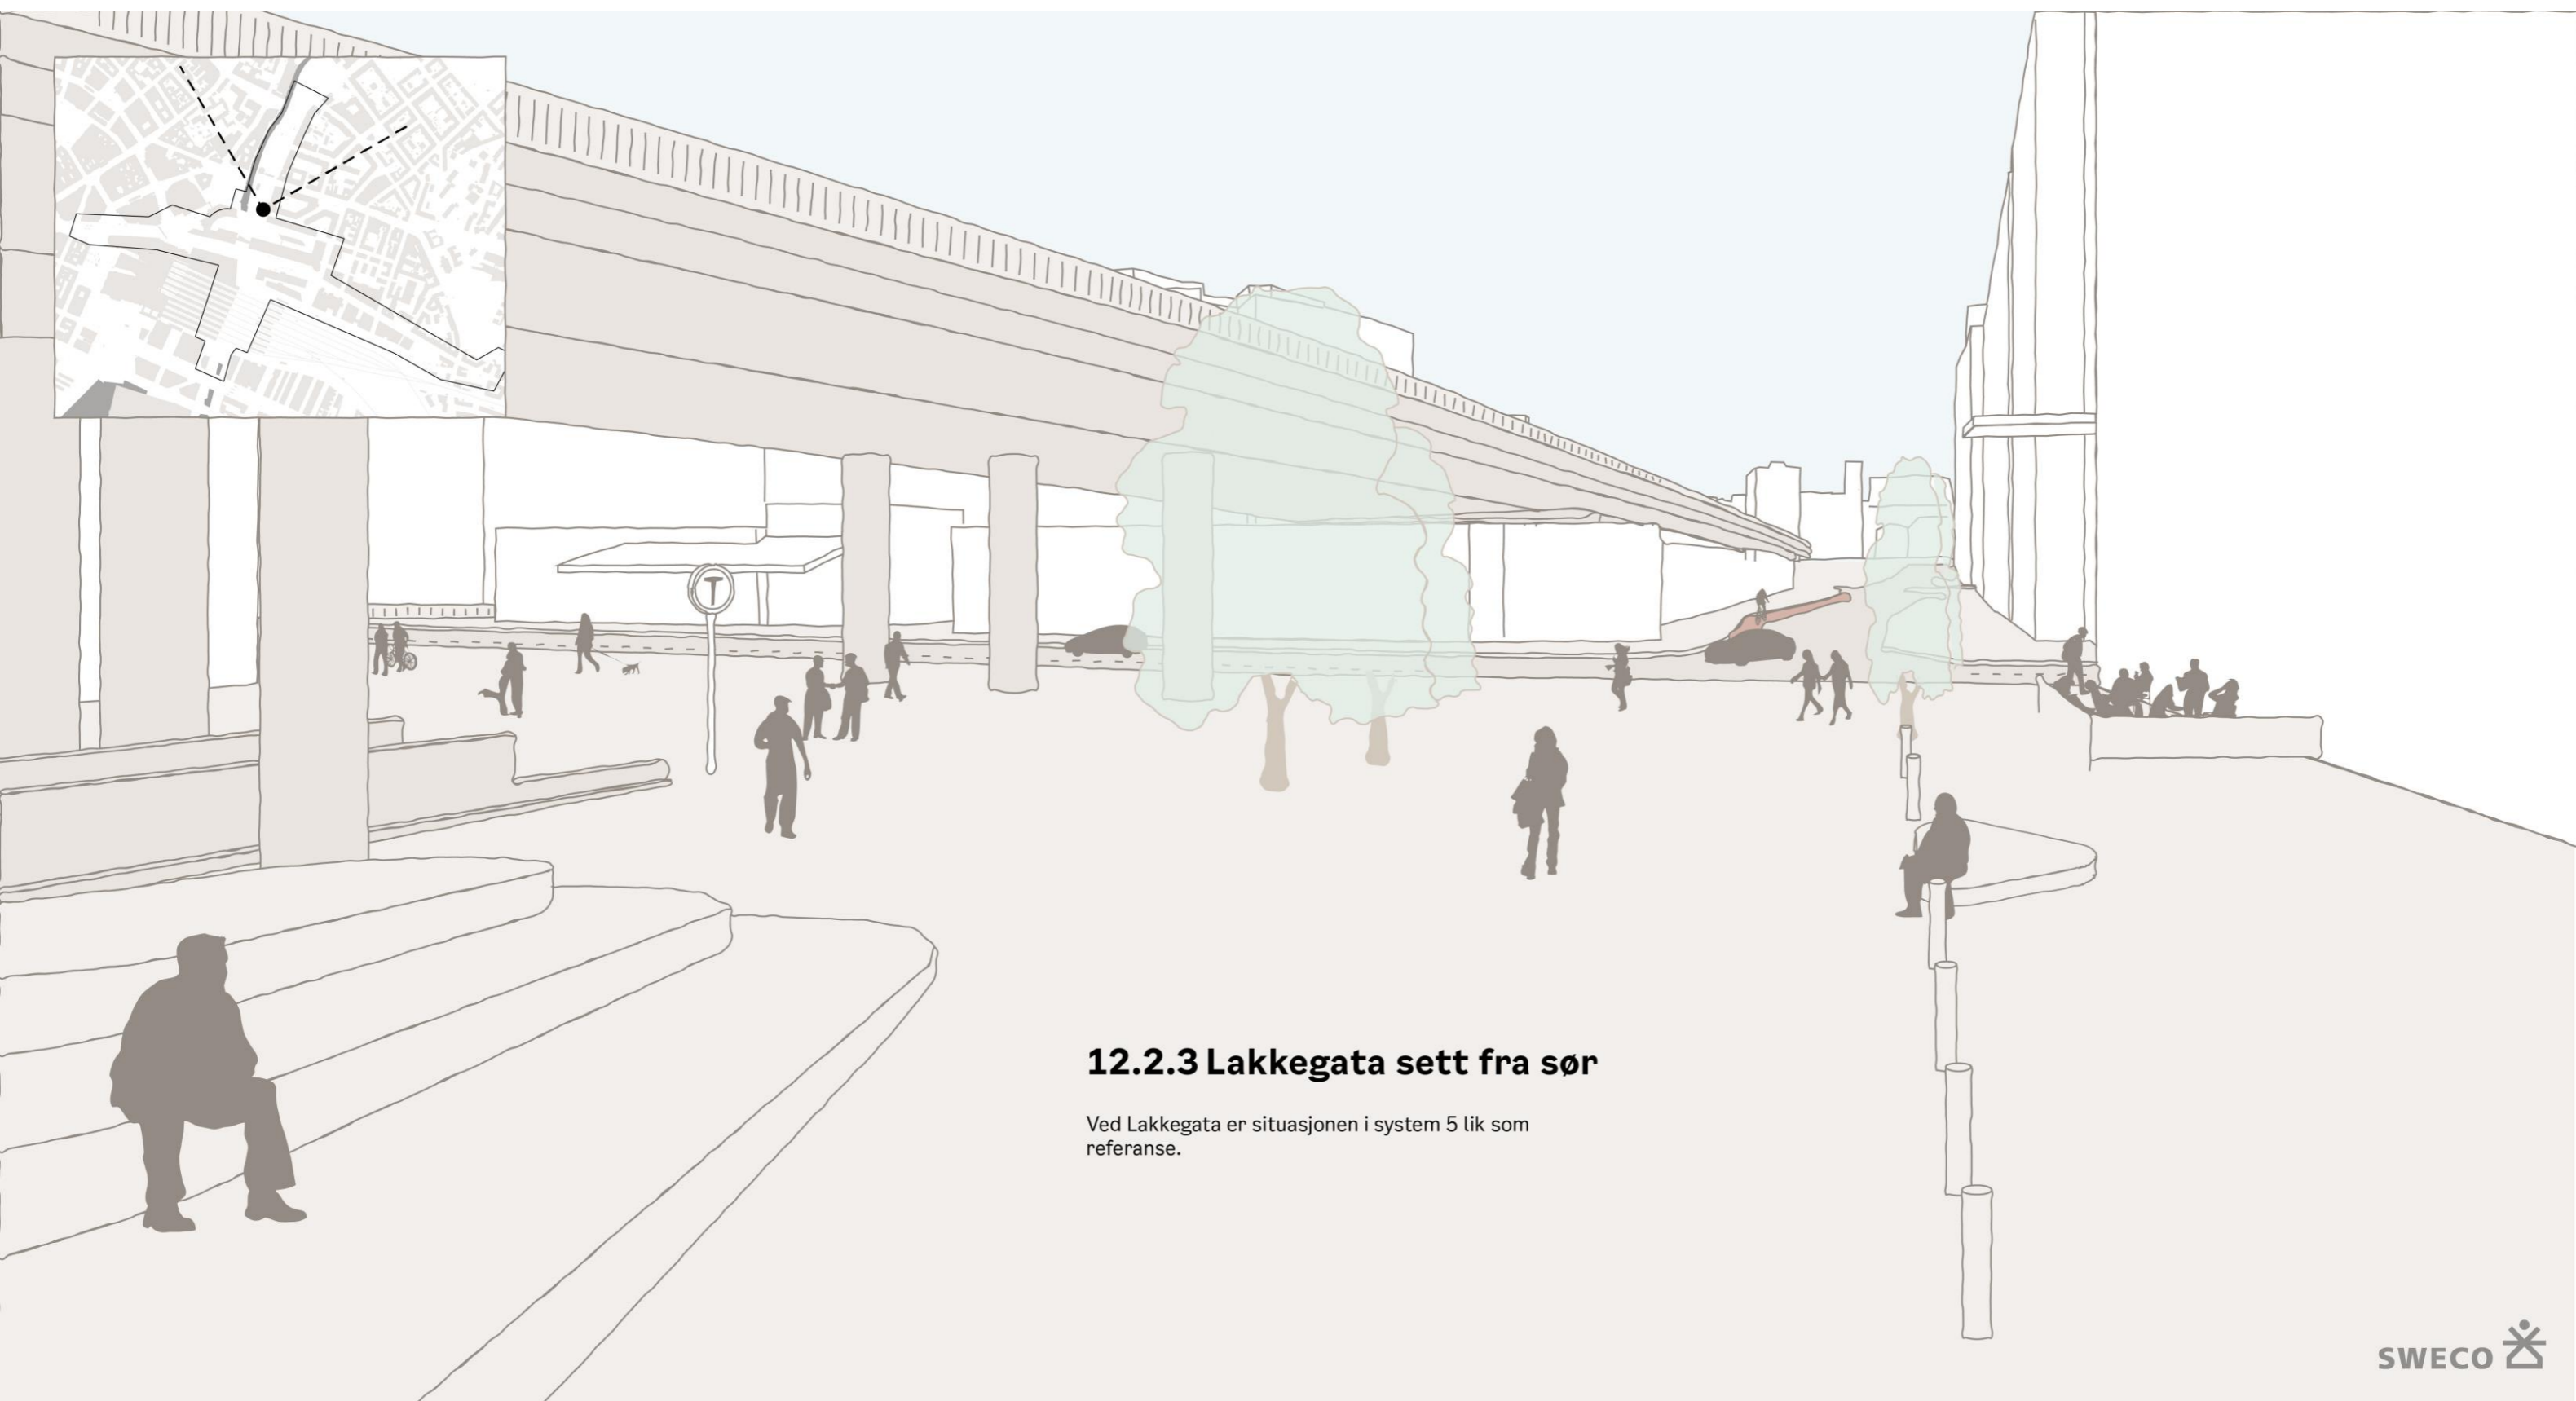 T
12.2.3 Lakkegata sett fra sør
Ved Lakkegata er situasjonen i system 5 lik som
referanse.
SWECO